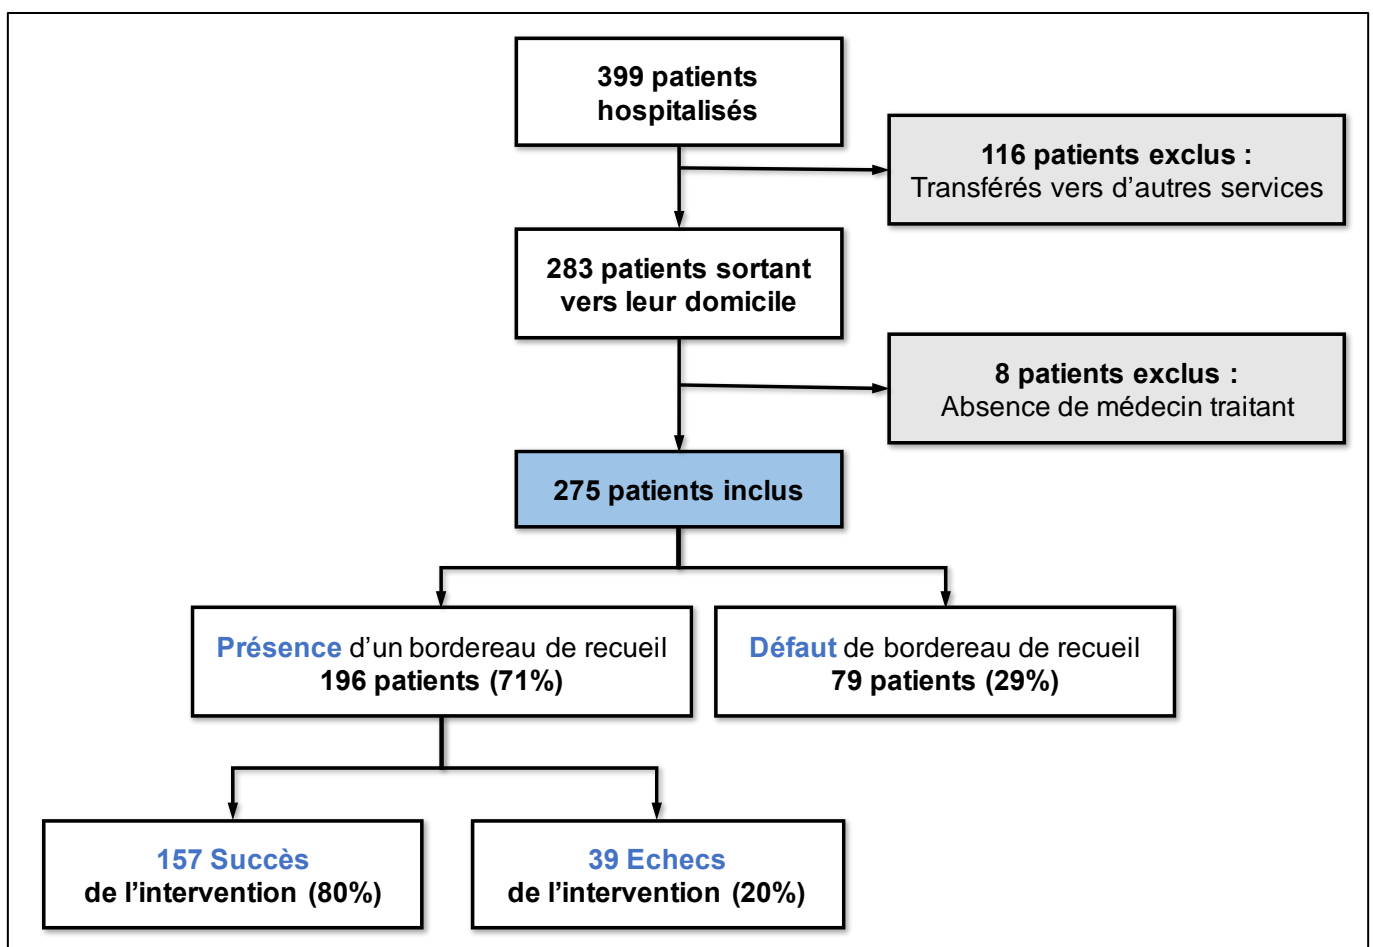 399 patients
hospitalisés
116 patients exclus :
Transférés vers d’autres services
283 patients sortant
vers leur domicile
8 patients exclus :
Absence de médecin traitant
275 patients inclus
Présence d’un bordereau de recueil
196 patients (71%)
Défaut de bordereau de recueil
79 patients (29%)
157 Succès
de l’intervention (80%)
39 Echecs
de l’intervention (20%)